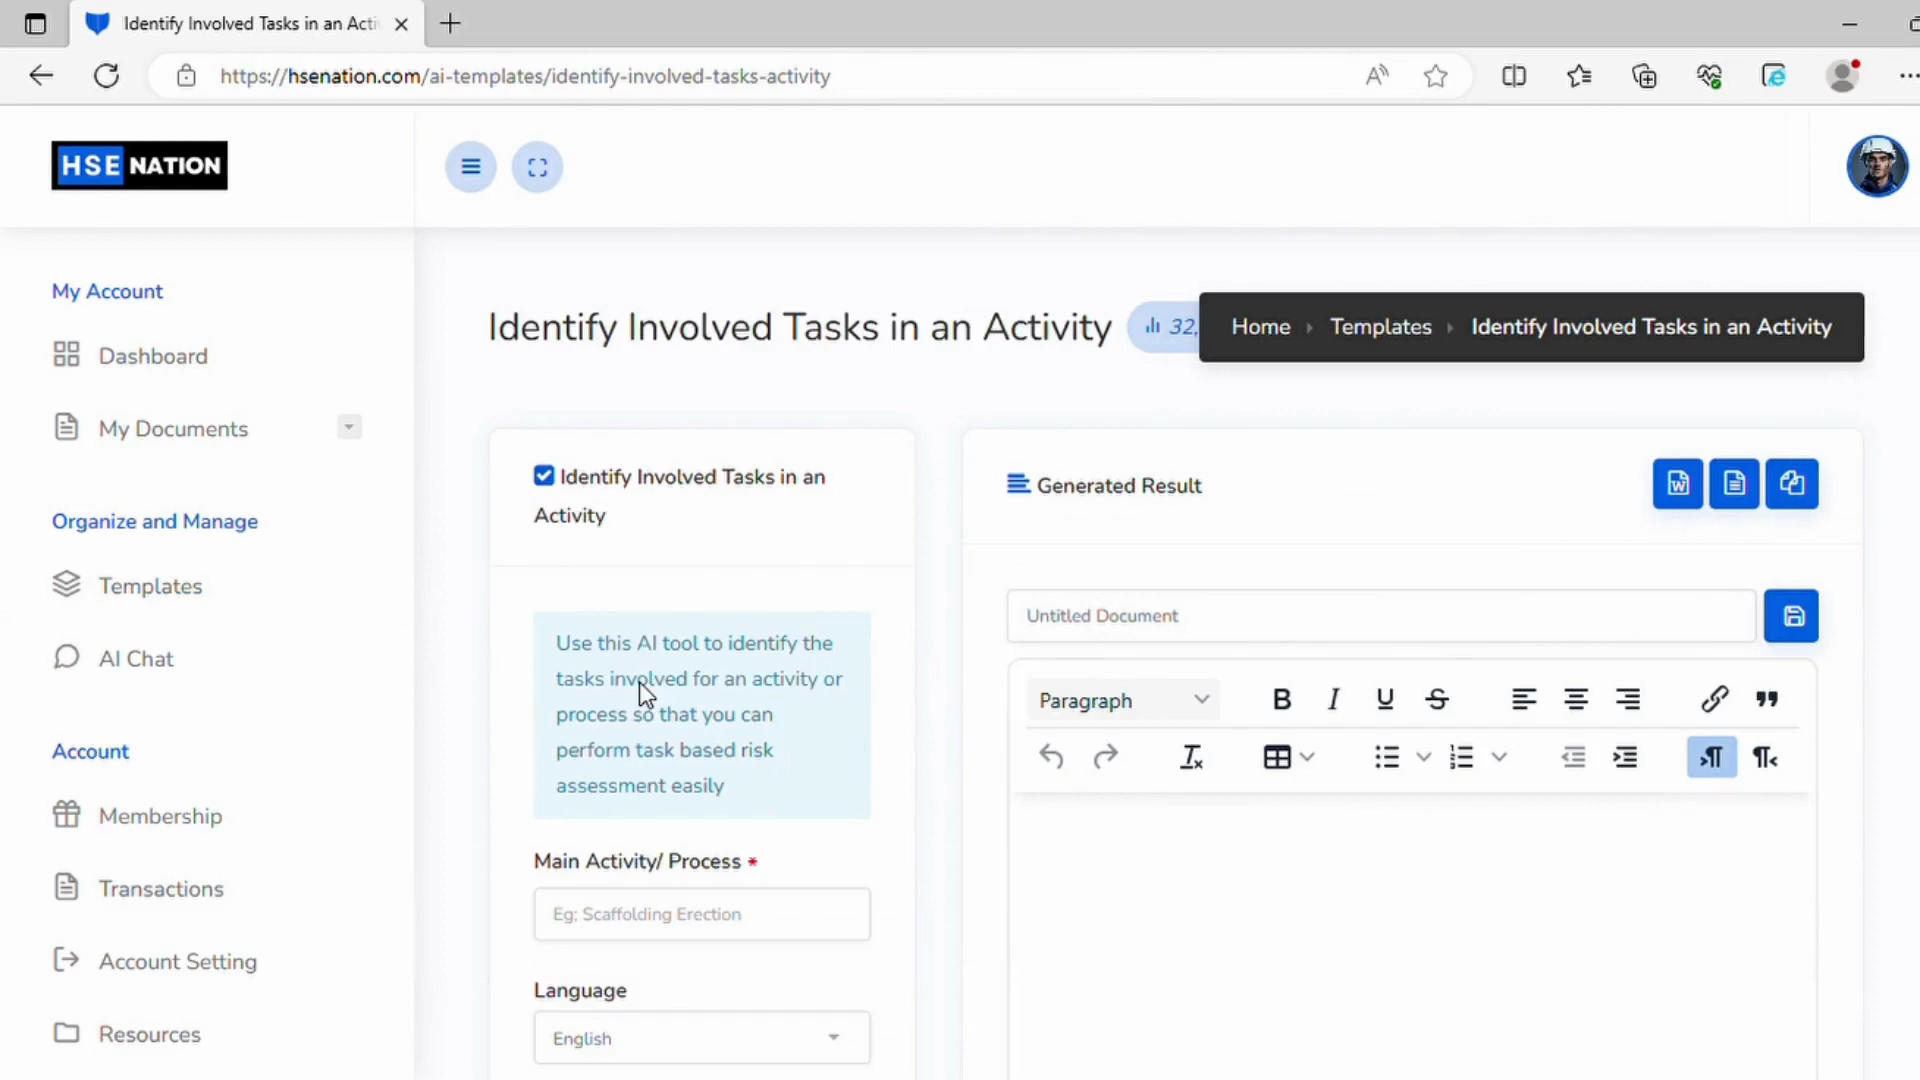 Identify Involved Tasks in an Acti
https://hsenation.com/ai-templates/identify-involved-tasks-activity
HSE NATION
My Account
Dashboard
My Documents
Organize and Manage
Templates
AI Chat
Account
Membership
Transactions
Account Setting
Resources
Identify Involved Tasks in an Activity
32,
Home
Templates
Identify Involved Tasks in an Activity
Identify Involved Tasks in an
Activity
Use this AI tool to identify the
tasks involved for an activity or
process so that you can
perform task based risk
assessment easily
Main Activity/ Process *
Eg; Scaffolding Erection
Language
English
Generated Result
Untitled Document
Paragraph